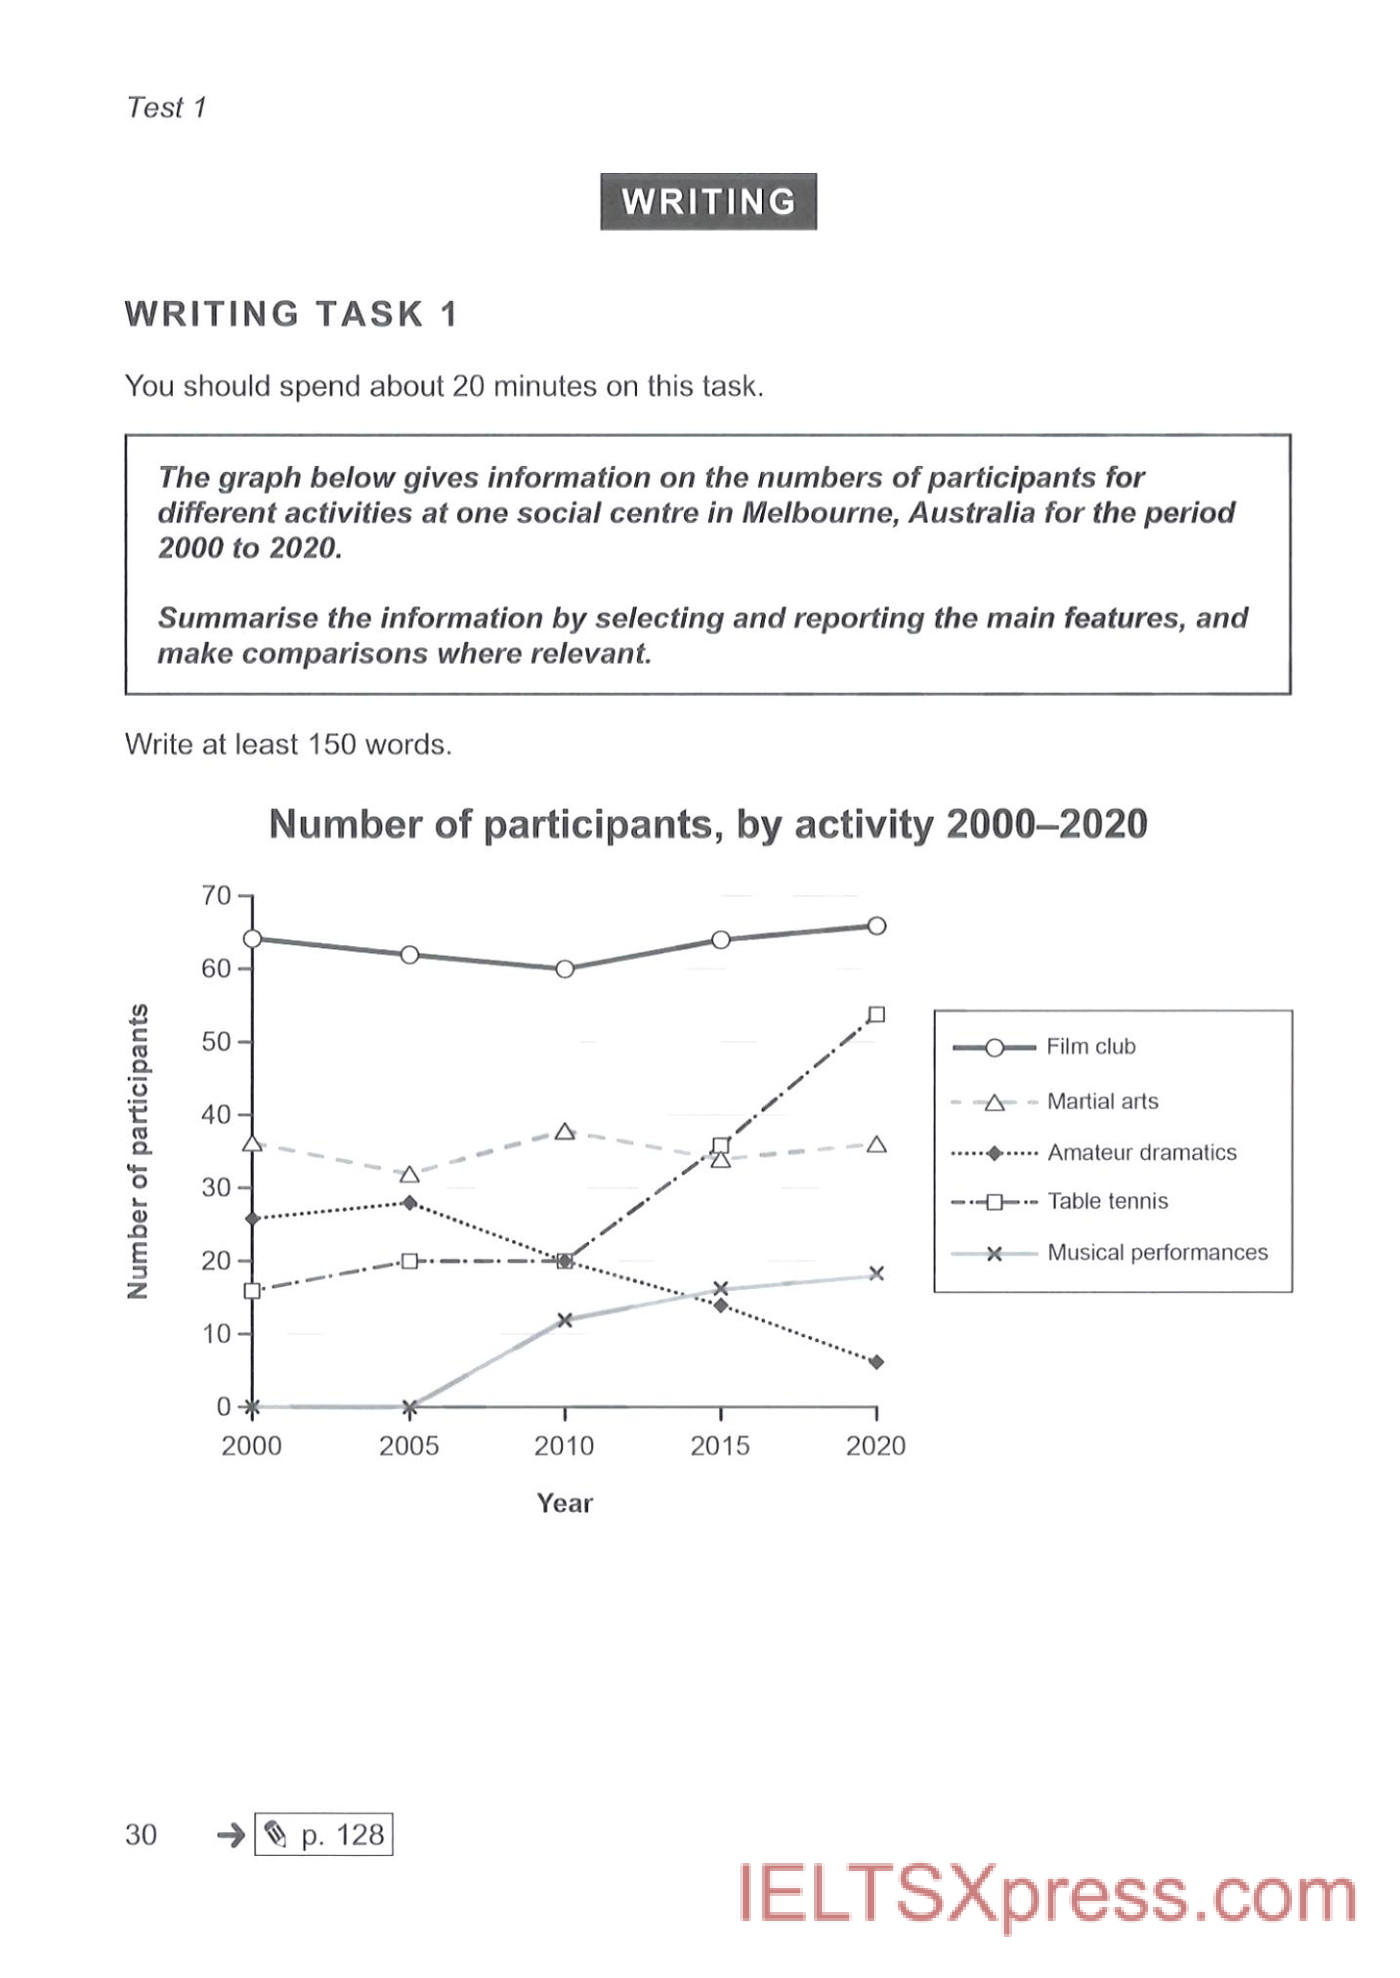 Test 1
WRITING
WRITING TASK 1
You should spend about 20 minutes on this task.
The graph below gives information on the numbers of participants for
different activities at one social centre in Melbourne, Australia for the period
2000 to 2020.
Summarise the information by selecting and reporting the main features, and
make comparisons where relevant.
Write at least 150 words.
Number of participants, by activity 2000–2020
Number of participants
70
60
50
40
30
20
10
0
2000 2005 2010 2015 2020
Year
Film club
Martial arts
Amateur dramatics
Table tennis
Musical performances
30 p. 128
IELTSXpress.com